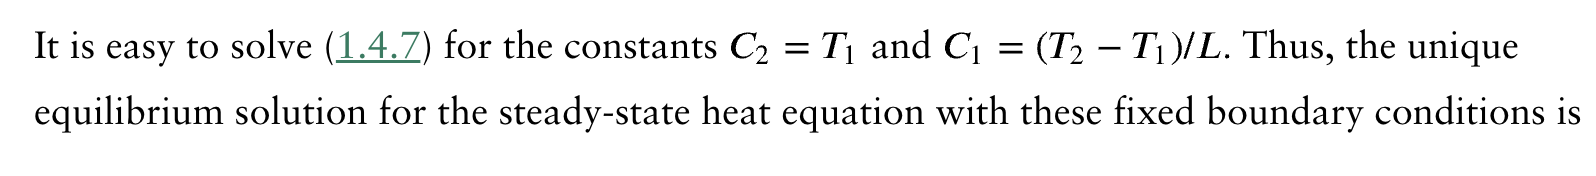 It is easy to solve (1.4.7) for the constants C₂ = T₁ and C₁ = (T₂ − T₁)/L. Thus, the unique
equilibrium solution for the steady-state heat equation with these fixed boundary conditions is